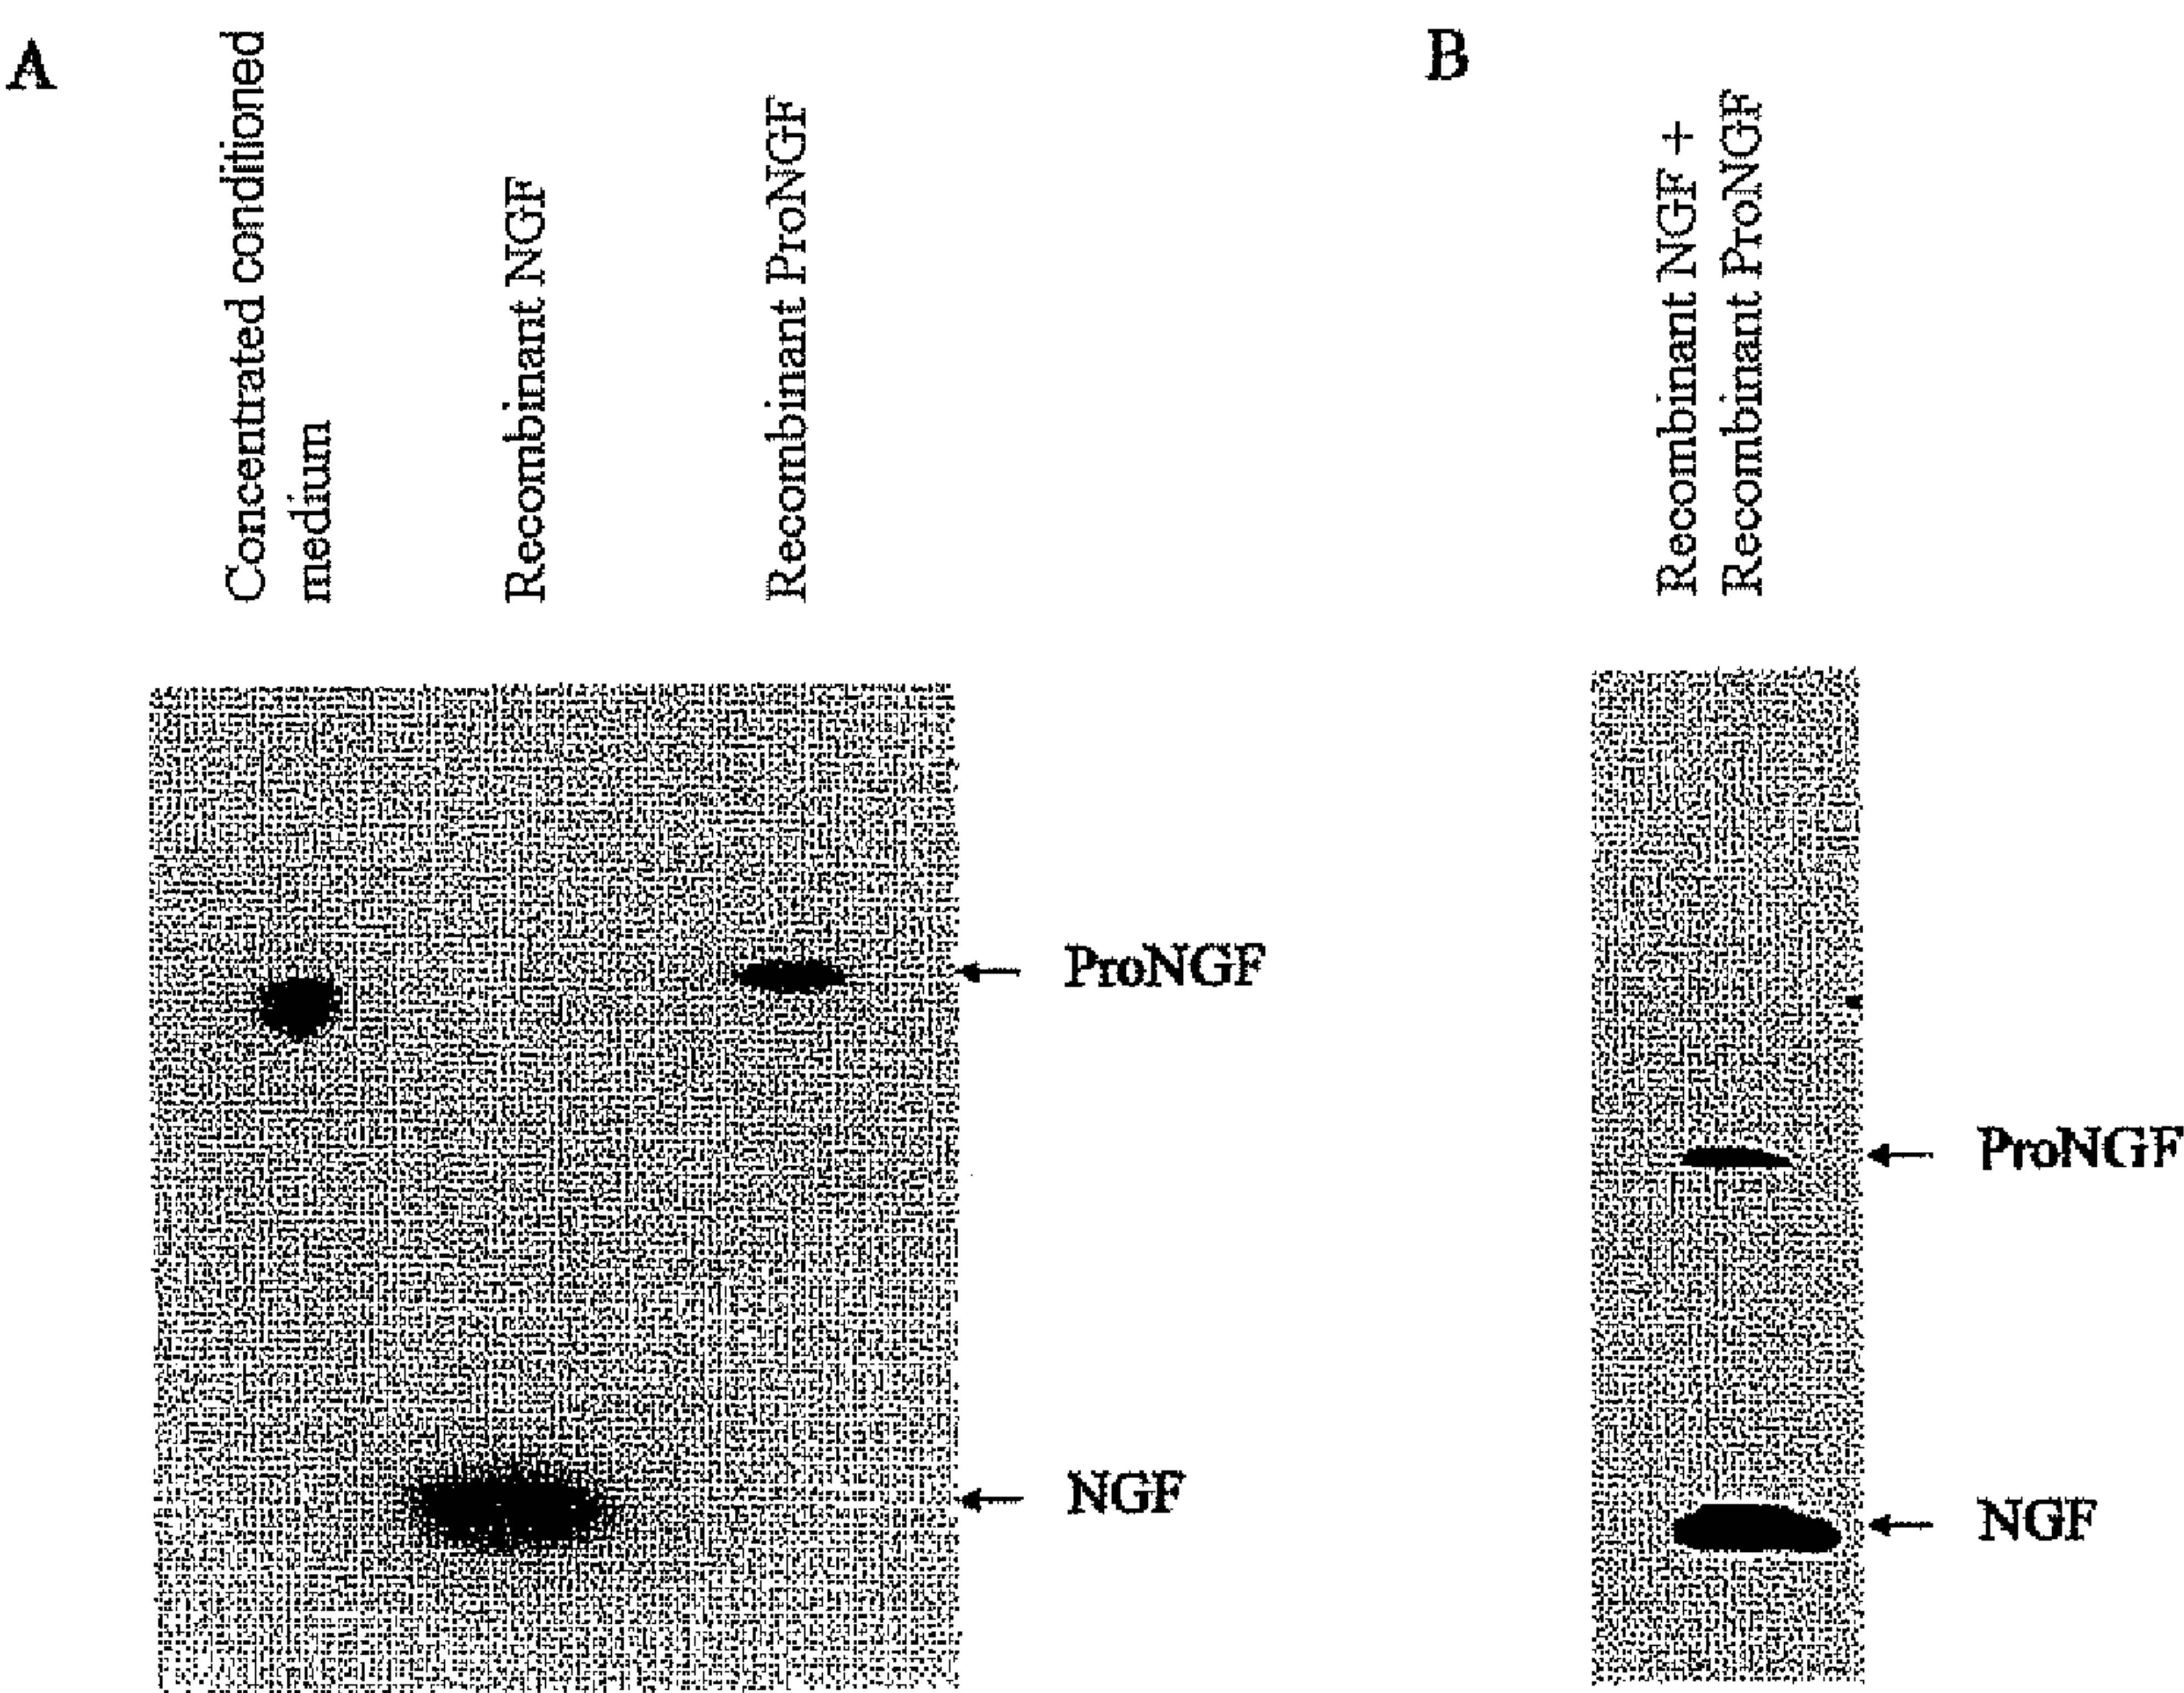 A
Concentrated conditioned
medium
Recombinant NGF
Recombinant ProNGF
ProNGF
NGF
B
Recombinant NGF +
Recombinant ProNGF
ProNGF
NGF